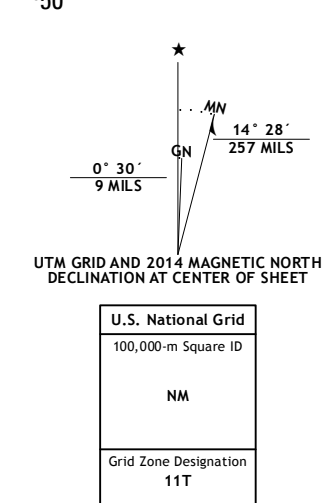 ★
MN
14° 28´
257 MILS
GN
0° 30´
9 MILS
UTM GRID AND 2014 MAGNETIC NORTH
DECLINATION AT CENTER OF SHEET
U.S. National Grid
100,000-m Square ID
NM
Grid Zone Designation
11T